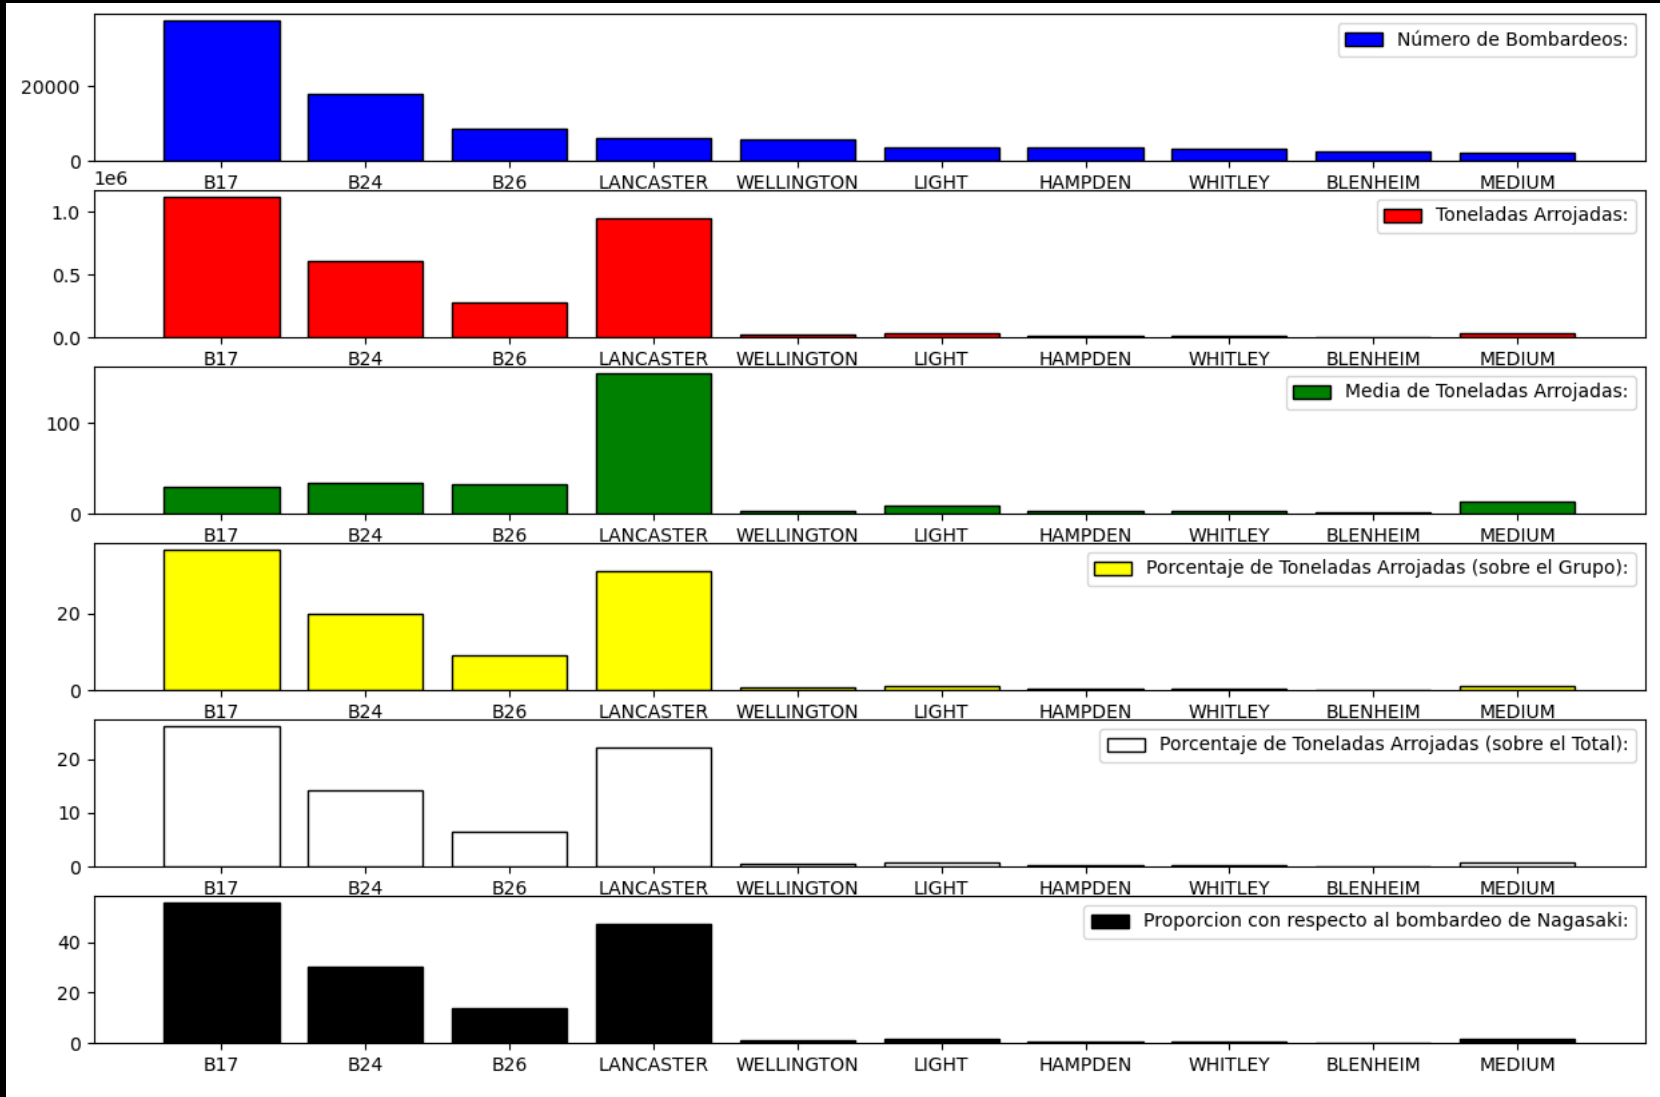 Número de Bombardeos:
20000
0
B17 B24 B26 LANCASTER WELLINGTON LIGHT HAMPDEN WHITLEY BLENHEIM MEDIUM
1e6
Toneladas Arrojadas:
1.0
0.5
0.0
B17 B24 B26 LANCASTER WELLINGTON LIGHT HAMPDEN WHITLEY BLENHEIM MEDIUM
Media de Toneladas Arrojadas:
100
0
B17 B24 B26 LANCASTER WELLINGTON LIGHT HAMPDEN WHITLEY BLENHEIM MEDIUM
Porcentaje de Toneladas Arrojadas (sobre el Grupo):
20
0
B17 B24 B26 LANCASTER WELLINGTON LIGHT HAMPDEN WHITLEY BLENHEIM MEDIUM
Porcentaje de Toneladas Arrojadas (sobre el Total):
20
10
0
B17 B24 B26 LANCASTER WELLINGTON LIGHT HAMPDEN WHITLEY BLENHEIM MEDIUM
Proporcion con respecto al bombardeo de Nagasaki:
40
20
0
B17 B24 B26 LANCASTER WELLINGTON LIGHT HAMPDEN WHITLEY BLENHEIM MEDIUM